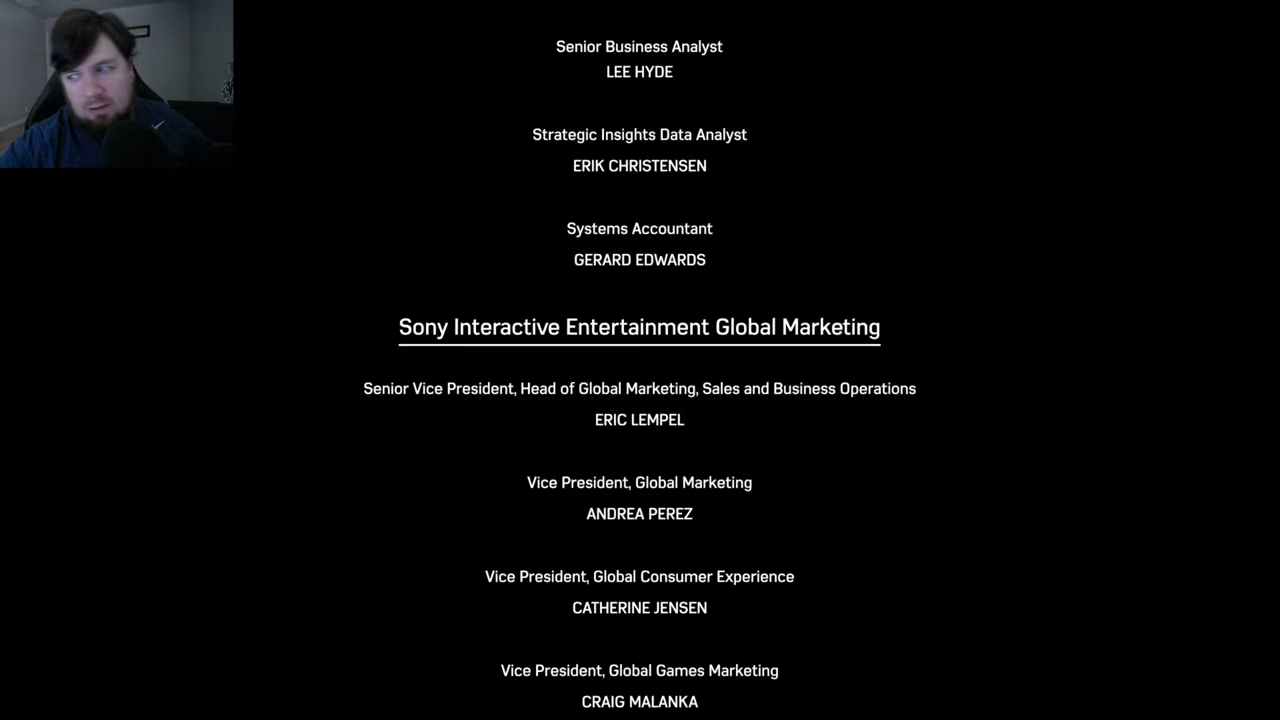 Senior Business Analyst
LEE HYDE
Strategic Insights Data Analyst
ERIK CHRISTENSEN
Systems Accountant
GERARD EDWARDS
Sony Interactive Entertainment Global Marketing
Senior Vice President, Head of Global Marketing, Sales and Business Operations
ERIC LEMPEL
Vice President, Global Marketing
ANDREA PEREZ
Vice President, Global Consumer Experience
CATHERINE JENSEN
Vice President, Global Games Marketing
CRAIG MALANKA